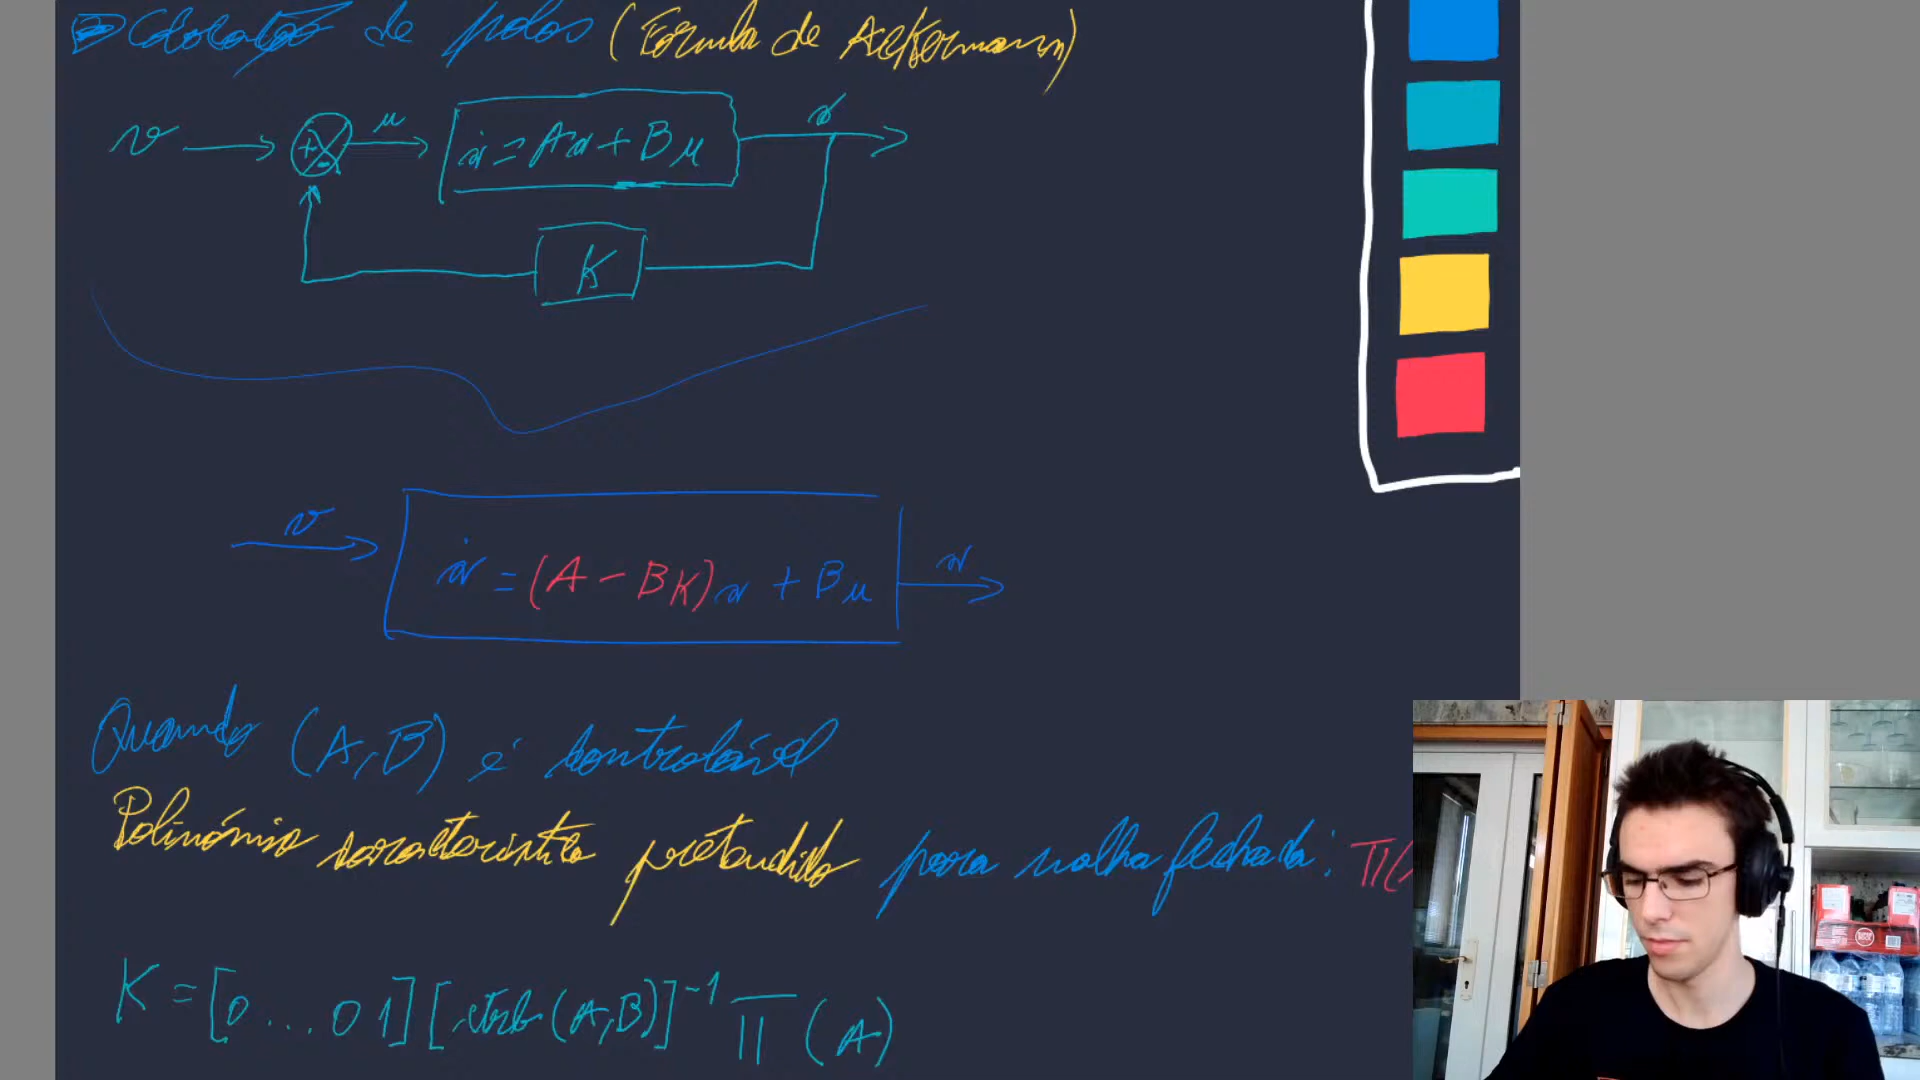 Colocação de polos (Fórmula de Ackermann)
v + - u ẋ = Ax + Bu x
K
v ẋ = (A - BK)x + Bu x
Quando (A,B) é controlável
Polinómio característico pretendido para malha fechada: Π(
K = [0 ... 0 1] [ctrb(A,B)]⁻¹ Π(A)